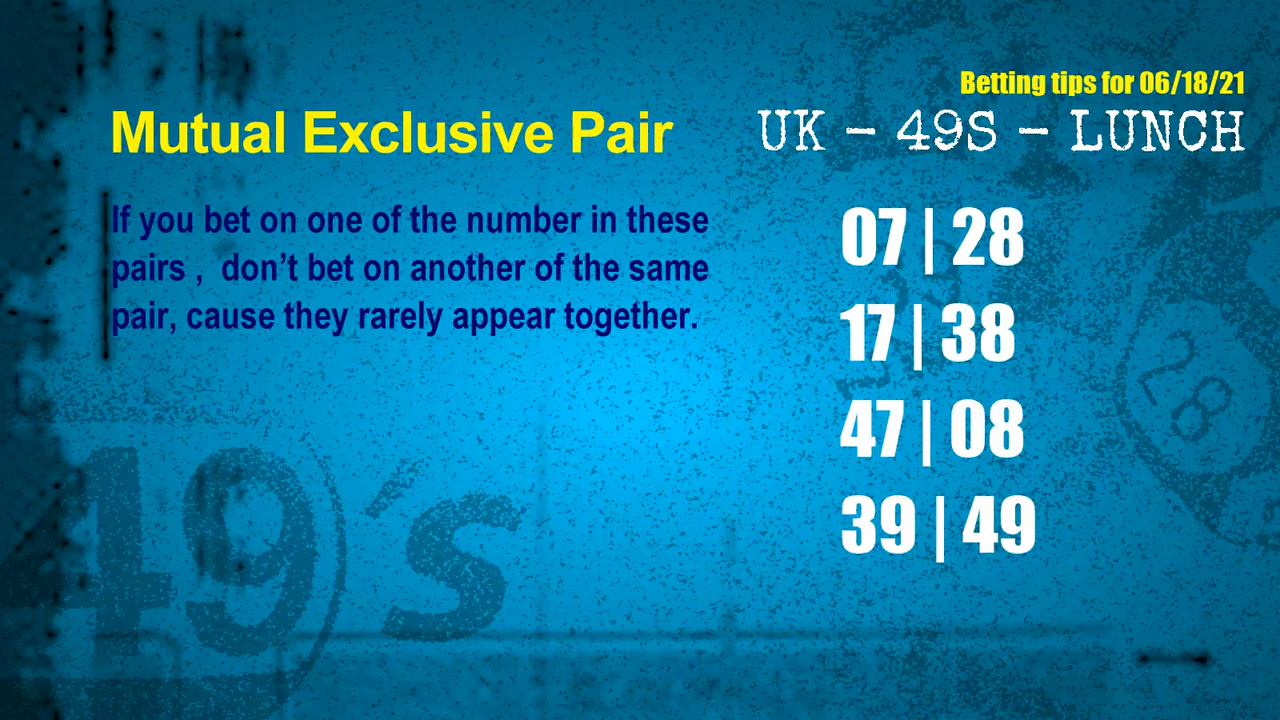 Betting tips for 06/18/21
Mutual Exclusive Pair
UK - 49S - LUNCH
If you bet on one of the number in these
pairs ,  don't bet on another of the same
pair, cause they rarely appear together.
07 | 28
17 | 38
47 | 08
39 | 49
28
49's